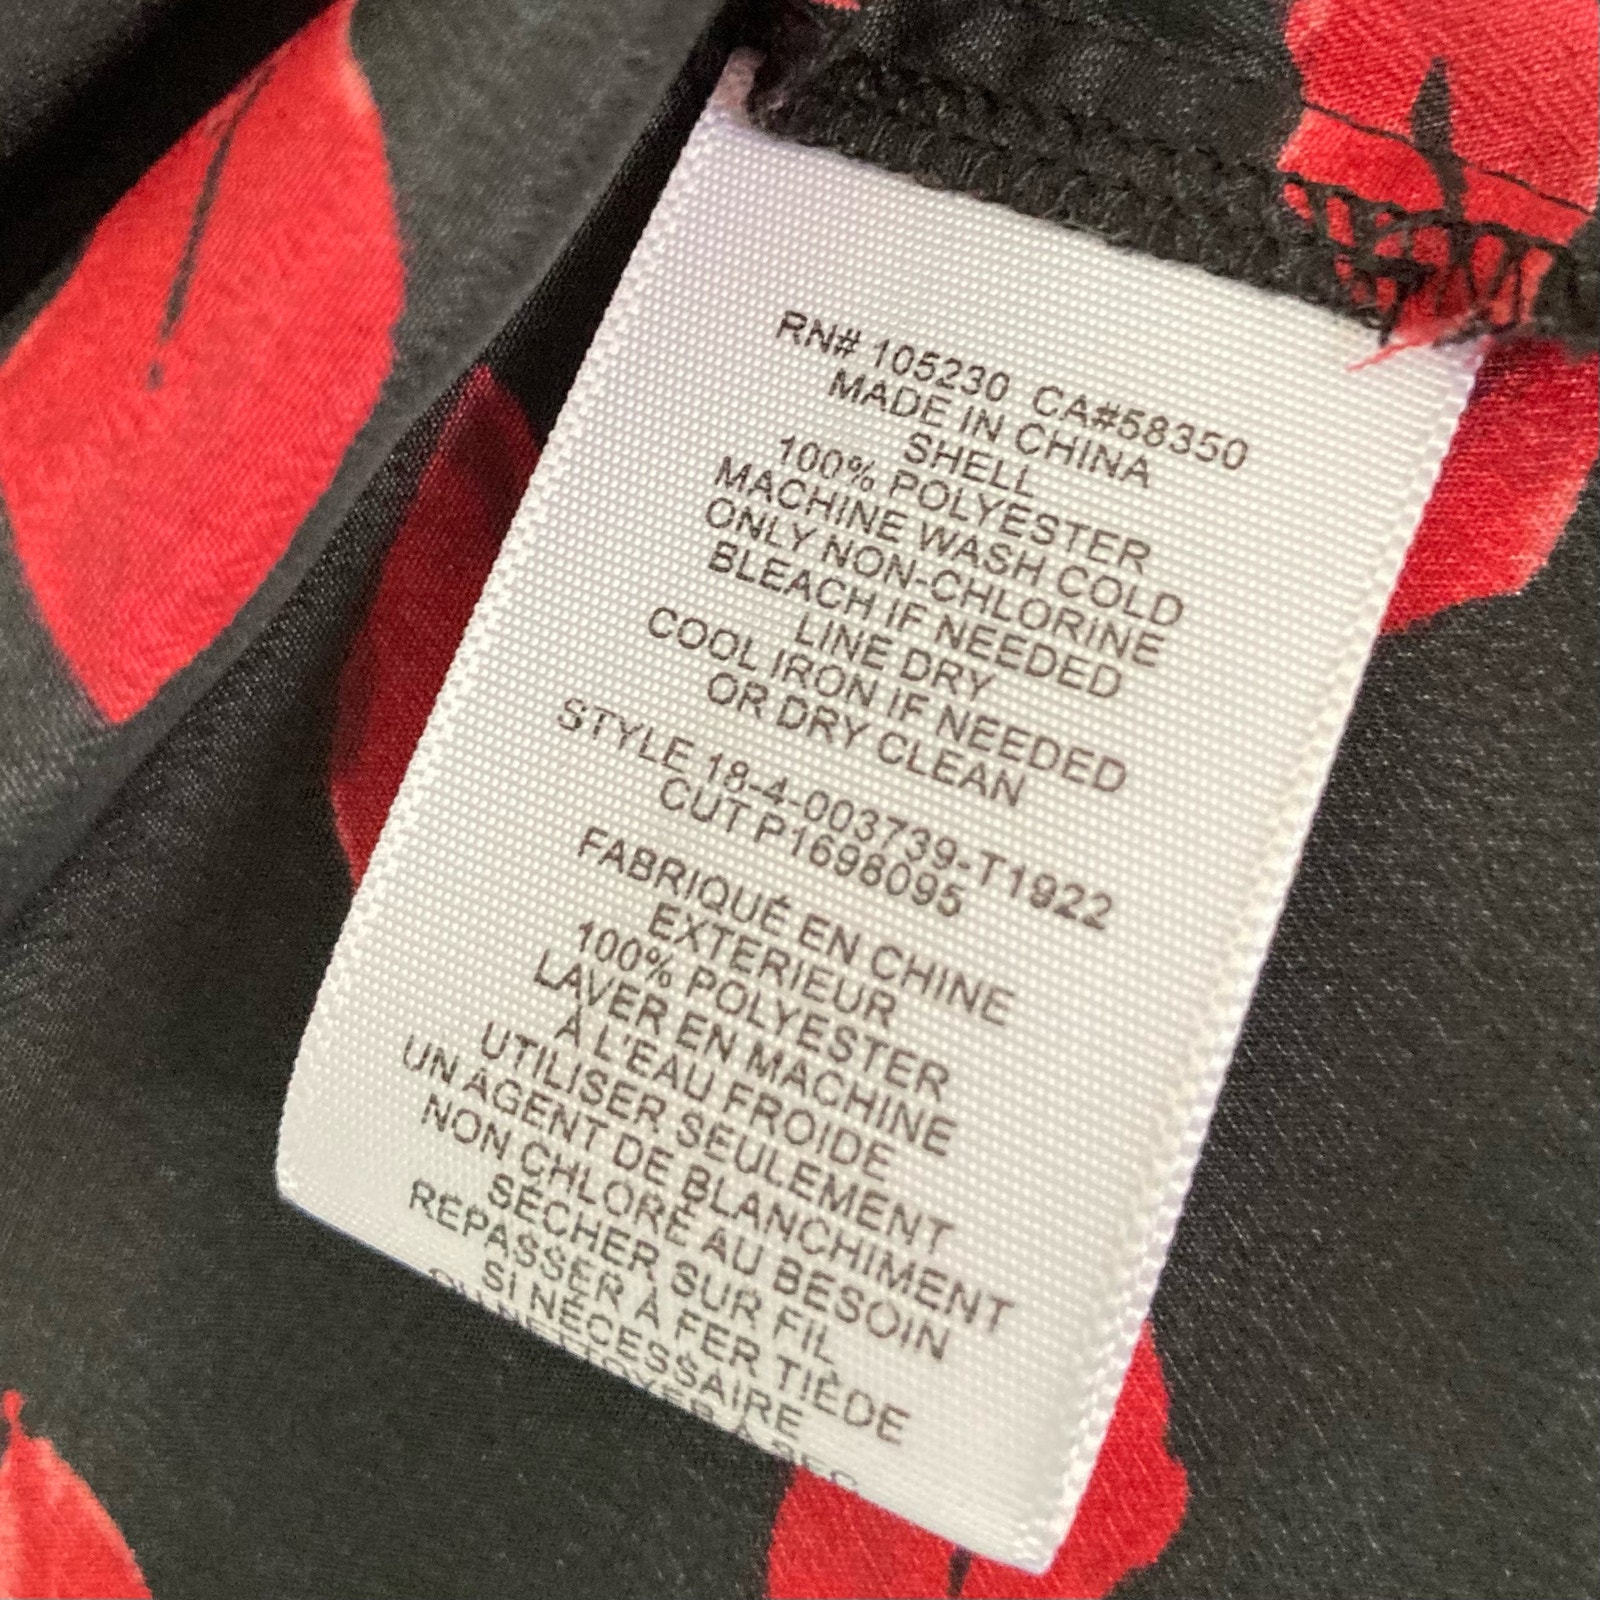 RN# 105230 CA#58350
MADE IN CHINA
SHELL
100% POLYESTER
MACHINE WASH COLD
ONLY NON-CHLORINE
BLEACH IF NEEDED
LINE DRY
COOL IRON IF NEEDED
OR DRY CLEAN
STYLE 18-4-003739-T1922
CUT P1698095
FABRIQUÉ EN CHINE
EXTERIEUR
100% POLYESTER
LAVER EN MACHINE
À L'EAU FROIDE
UTILISER SEULEMENT
UN AGENT DE BLANCHIMENT
NON CHLORÉ AU BESOIN
SÉCHER SUR FIL
REPASSER À FER TIÈDE
SI NÉCESSAIRE